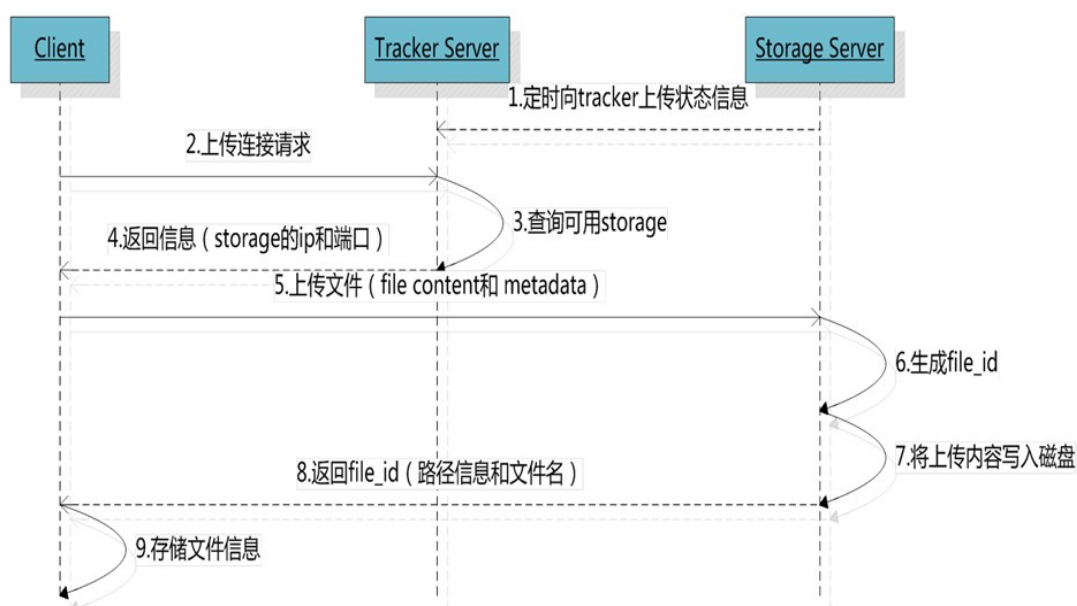 Client
Tracker Server
Storage Server
1.定时向tracker上传状态信息
2.上传连接请求
3.查询可用storage
4.返回信（storage的ip和端口）
5.上传文件（file content和 metadata）
6.生成file_id
7.将上传内容写入磁盘
8.返回file_id（路径信息和文件名）
9.存储文件信息